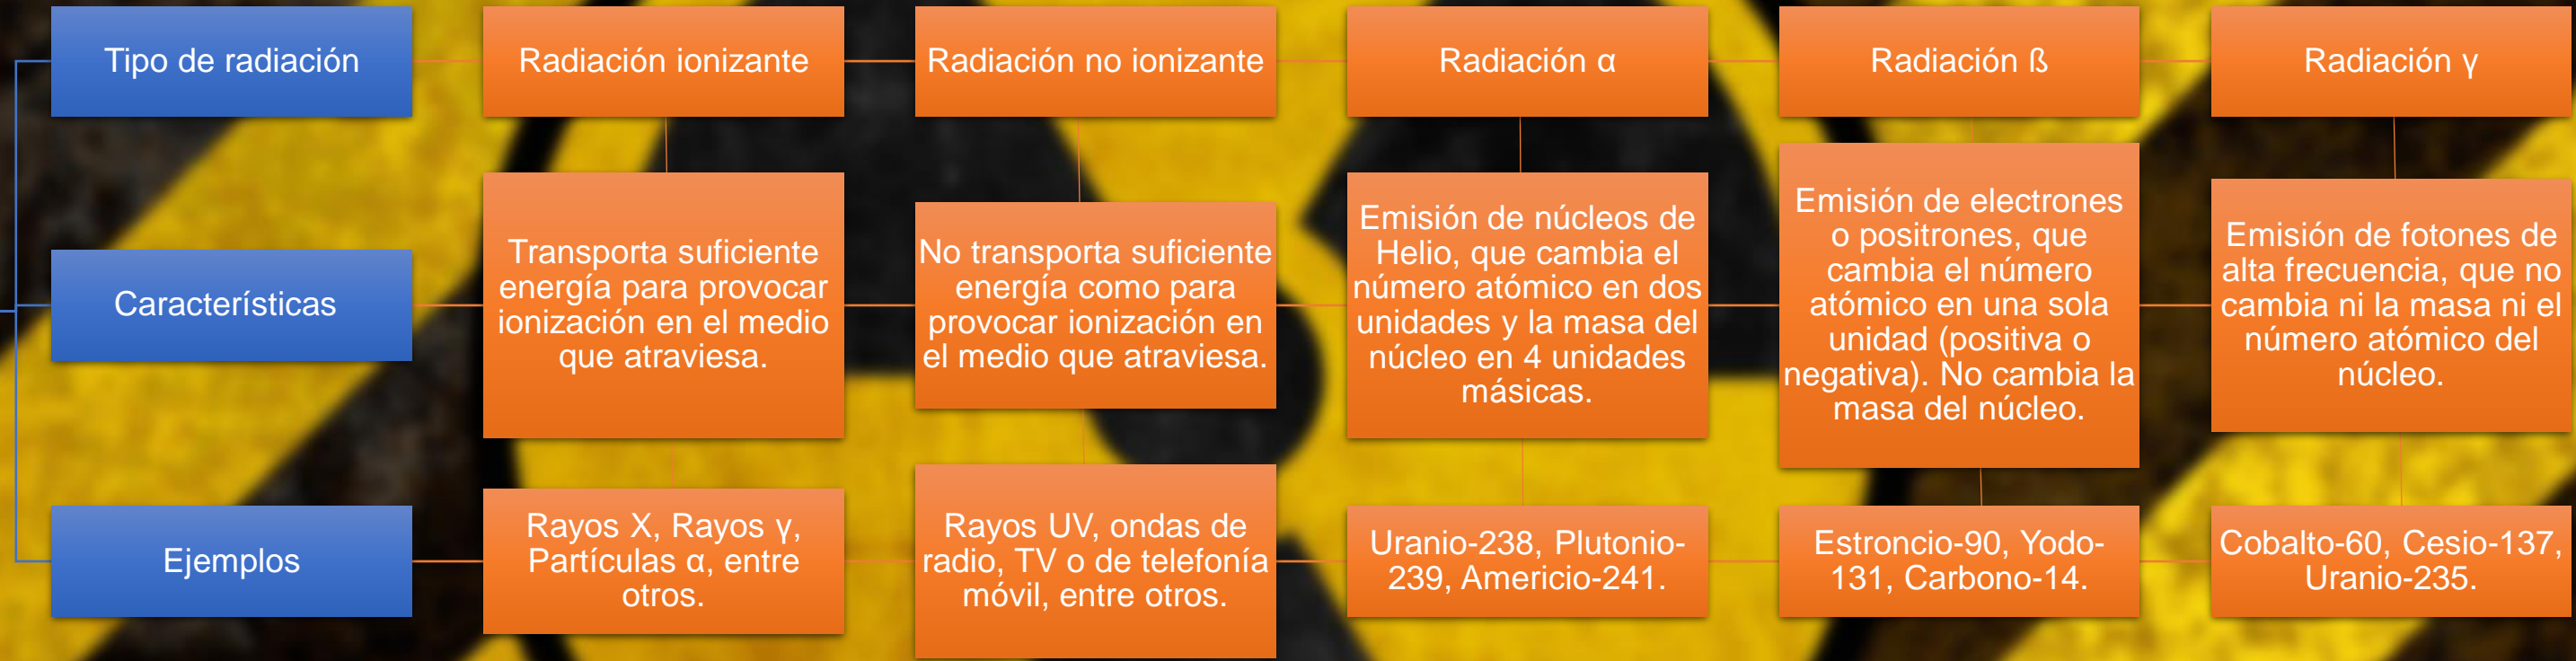 Tipo de radiación
Radiación ionizante
Radiación no ionizante
Radiación α
Radiación ß
Radiación γ
Características
Transporta suficiente
energía para provocar
ionización en el medio
que atraviesa.
No transporta suficiente
energía como para
provocar ionización en
el medio que atraviesa.
Emisión de núcleos de
Helio, que cambia el
número atómico en dos
unidades y la masa del
núcleo en 4 unidades
másicas.
Emisión de electrones
o positrones, que
cambia el número
atómico en una sola
unidad (positiva o
negativa). No cambia la
masa del núcleo.
Emisión de fotones de
alta frecuencia, que no
cambia ni la masa ni el
número atómico del
núcleo.
Ejemplos
Rayos X, Rayos γ,
Partículas α, entre
otros.
Rayos UV, ondas de
radio, TV o de telefonía
móvil, entre otros.
Uranio-238, Plutonio-
239, Americio-241.
Estroncio-90, Yodo-
131, Carbono-14.
Cobalto-60, Cesio-137,
Uranio-235.